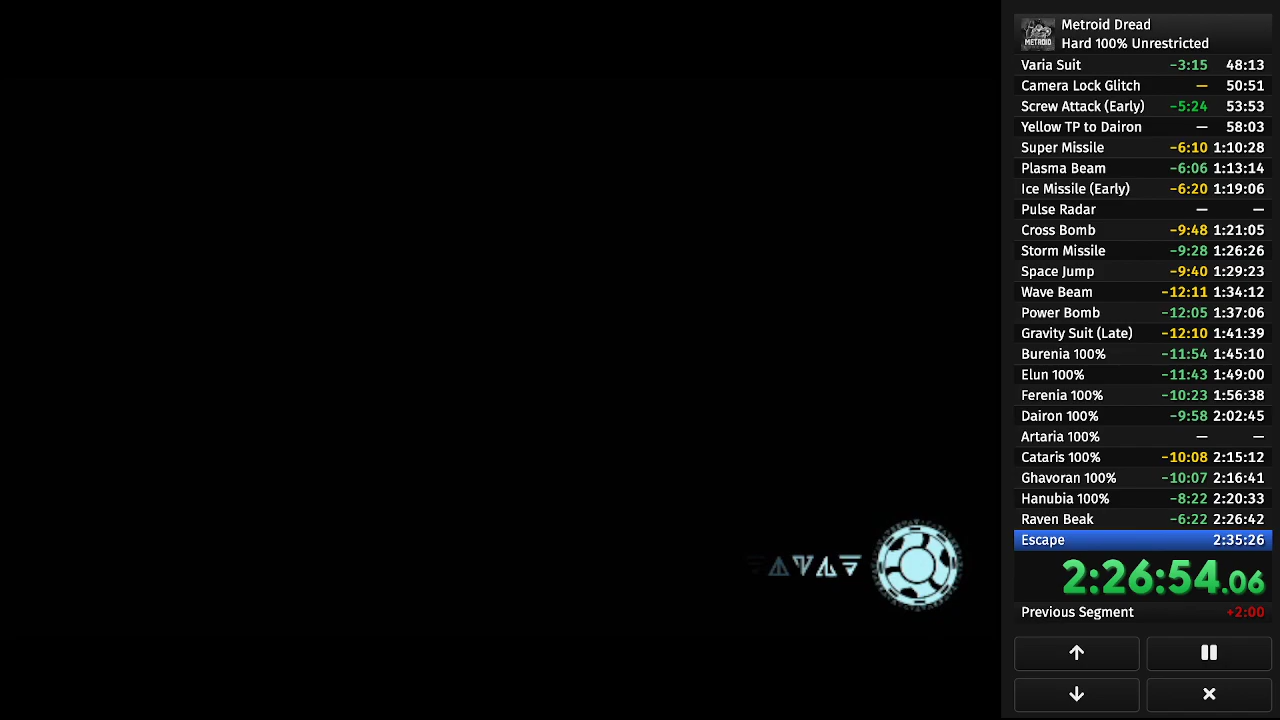 Metroid Dread
Hard 100% Unrestricted
Varia Suit −3:15 48:13
Camera Lock Glitch — 50:51
Screw Attack (Early) −5:24 53:53
Yellow TP to Dairon — 58:03
Super Missile −6:10 1:10:28
Plasma Beam −6:06 1:13:14
Ice Missile (Early) −6:20 1:19:06
Pulse Radar — —
Cross Bomb −9:48 1:21:05
Storm Missile −9:28 1:26:26
Space Jump −9:40 1:29:23
Wave Beam −12:11 1:34:12
Power Bomb −12:05 1:37:06
Gravity Suit (Late) −12:10 1:41:39
Burenia 100% −11:54 1:45:10
Elun 100% −11:43 1:49:00
Ferenia 100% −10:23 1:56:38
Dairon 100% −9:58 2:02:45
Artaria 100% — —
Cataris 100% −10:08 2:15:12
Ghavoran 100% −10:07 2:16:41
Hanubia 100% −8:22 2:20:33
Raven Beak −6:22 2:26:42
Escape 2:35:26
2:26:54.06
Previous Segment +2:00